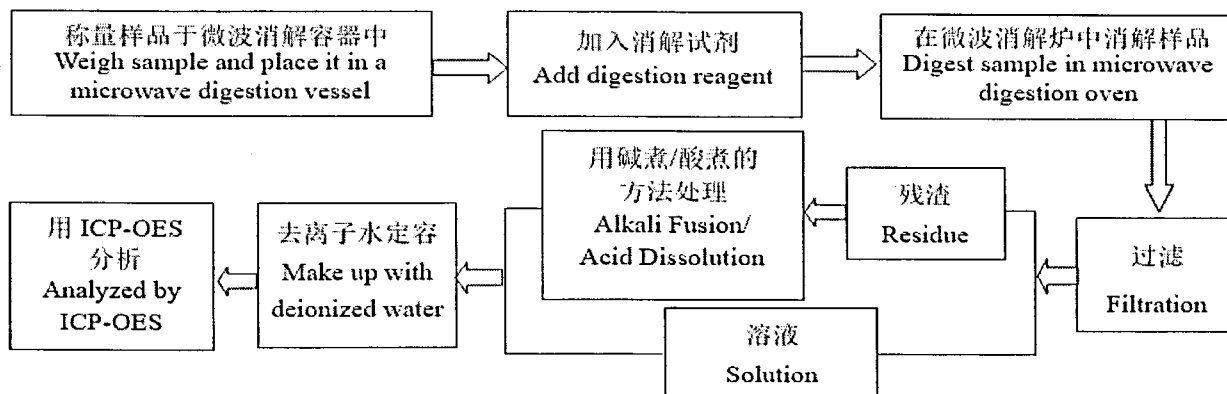 称量样品于微波消解容器中
Weigh sample and place it in a
microwave digestion vessel
加入消解试剂
Add digestion reagent
在微波消解炉中消解样品
Digest sample in microwave
digestion oven
过滤
Filtration
残渣
Residue
用碱煮/酸煮的
方法处理
Alkali Fusion/
Acid Dissolution
溶液
Solution
去离子水定容
Make up with
deionized water
用 ICP-OES
分析
Analyzed by
ICP-OES